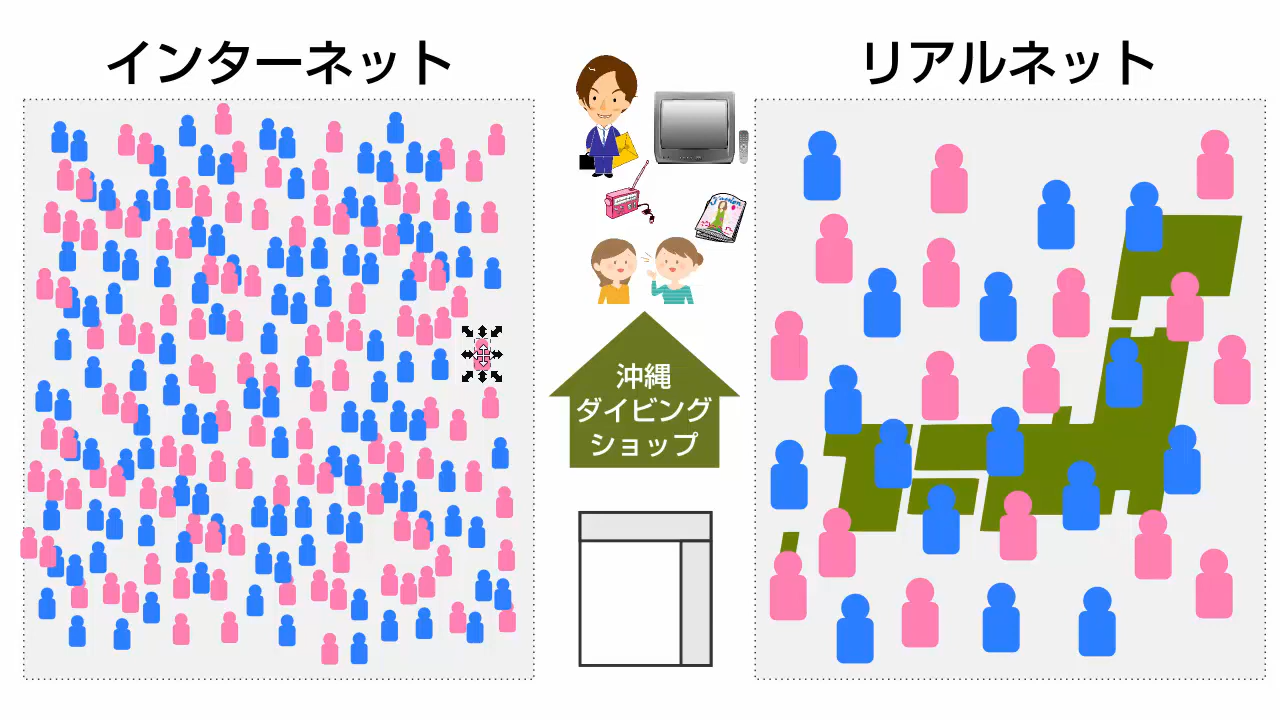 インターネット
リアルネット
沖縄
ダイビング
ショップ